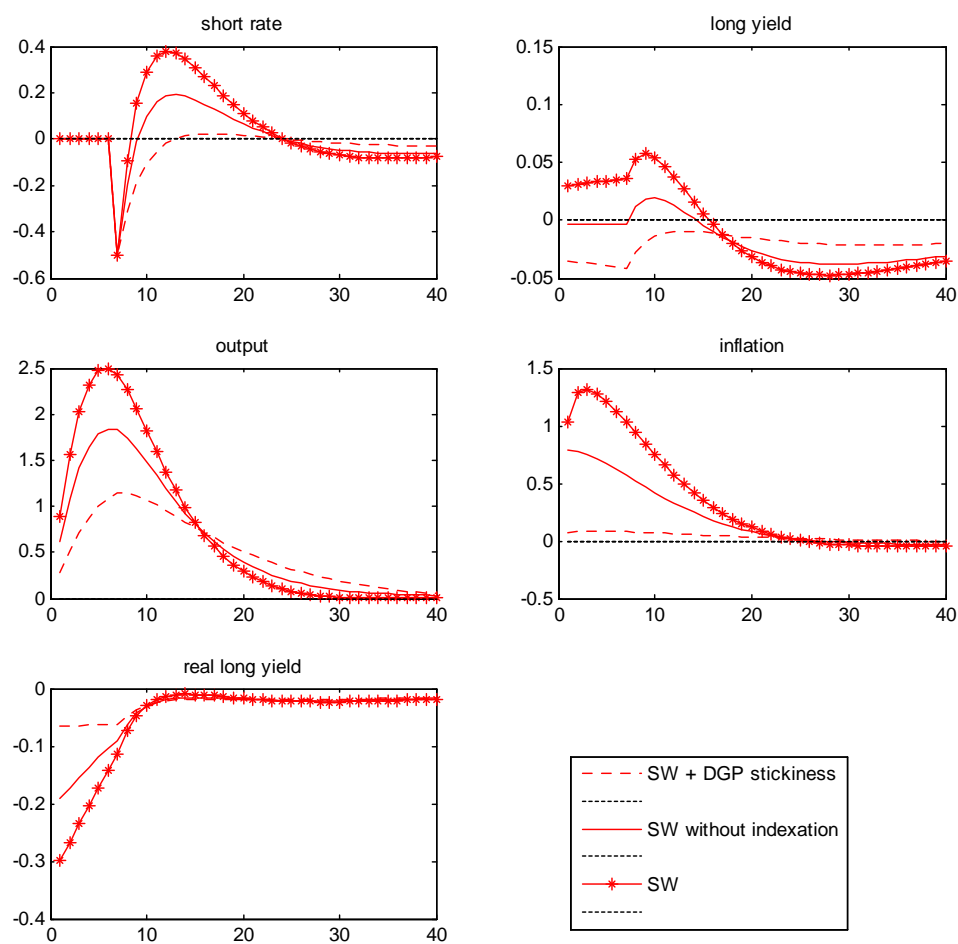 short rate
0.4
0.2
0
-0.2
-0.4
-0.6
0 10 20 30 40
long yield
0.15
0.1
0.05
0
-0.05
0 10 20 30 40
output
2.5
2
1.5
1
0.5
0
0 10 20 30 40
inflation
1.5
1
0.5
0
-0.5
0 10 20 30 40
real long yield
0
-0.1
-0.2
-0.3
-0.4
0 10 20 30 40
SW + DGP stickiness
SW without indexation
SW